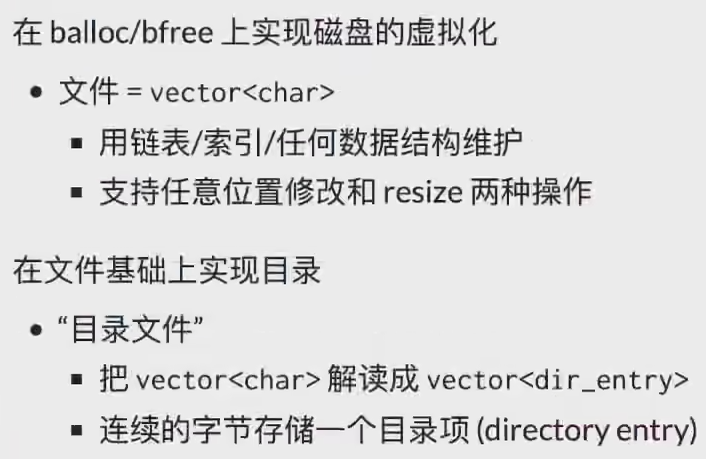 在 balloc/bfree 上实现磁盘的虚拟化
• 文件 = vector<char>
▪ 用链表/索引/任何数据结构维护
▪ 支持任意位置修改和 resize 两种操作
在文件基础上实现目录
• “目录文件”
▪ 把 vector<char> 解读成 vector<dir_entry>
▪ 连续的字节存储一个目录项 (directory entry)